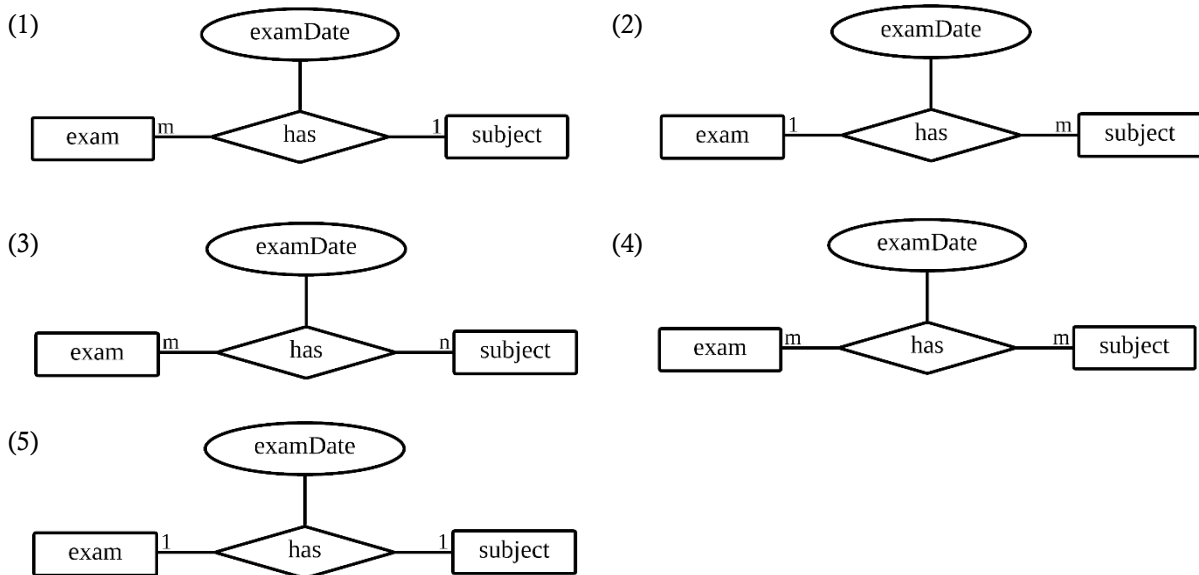 (1)
examDate
exam m has 1 subject
(2)
examDate
exam 1 has m subject
(3)
examDate
exam m has n subject
(4)
examDate
exam m has m subject
(5)
examDate
exam 1 has 1 subject